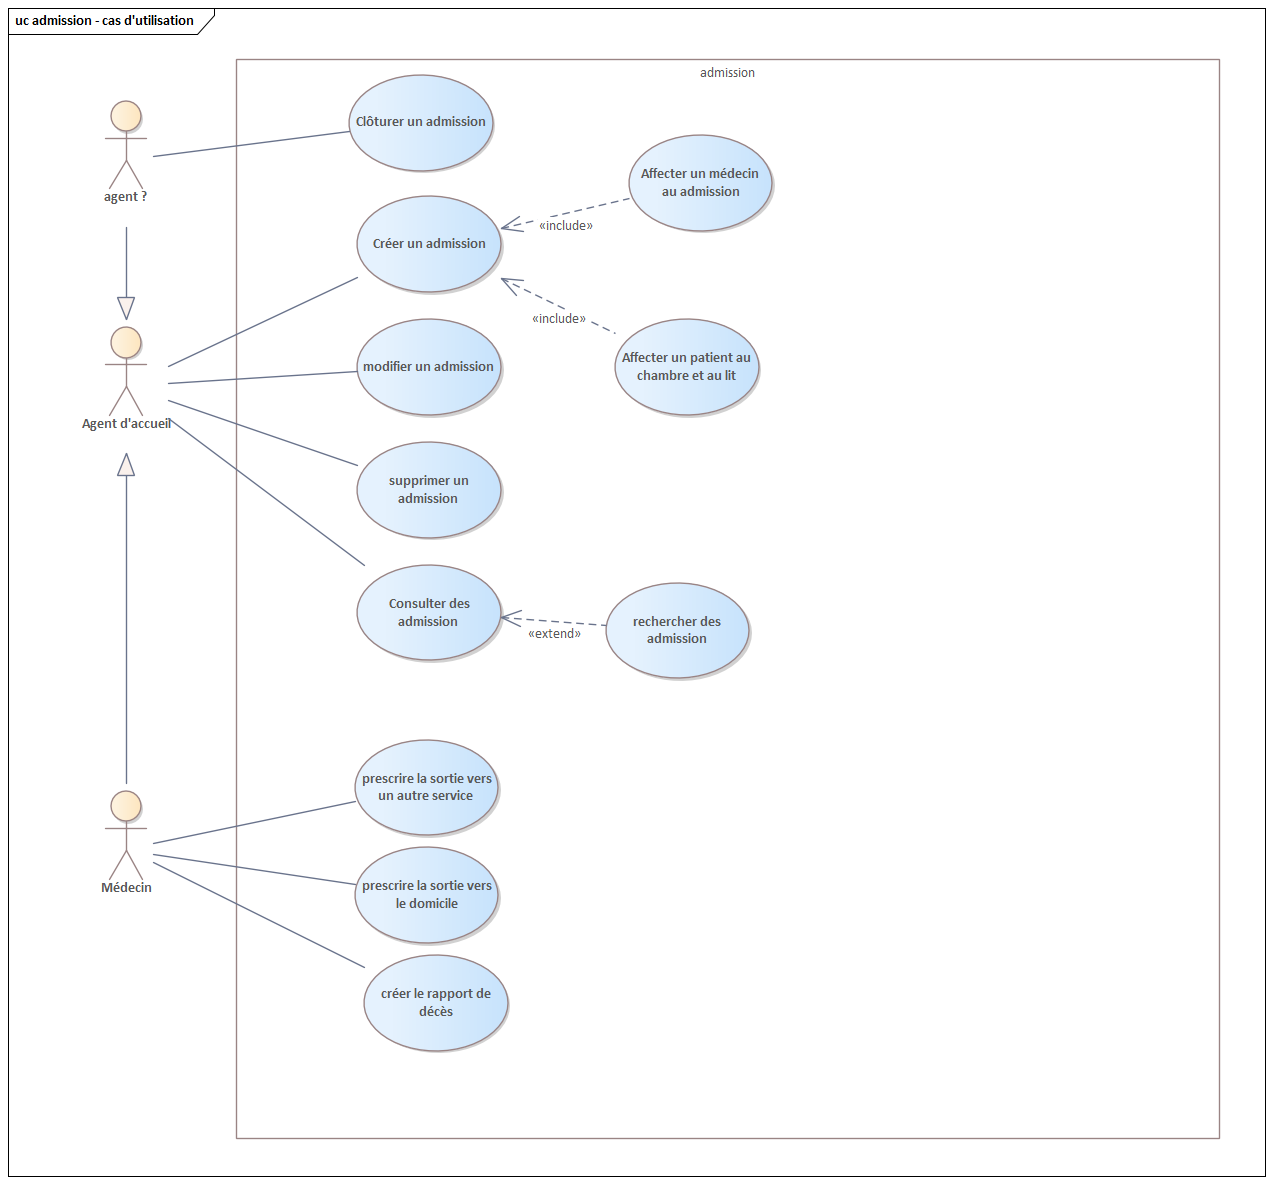 uc admission - cas d'utilisation
admission
agent ?
Clôturer un admission
Affecter un médecin
au admission
Créer un admission
«include»
«include»
Agent d'accueil
modifier un admission
Affecter un patient au
chambre et au lit
supprimer un
admission
Consulter des
admission
«extend»
rechercher des
admission
Médecin
prescrire la sortie vers
un autre service
prescrire la sortie vers
le domicile
créer le rapport de
décès